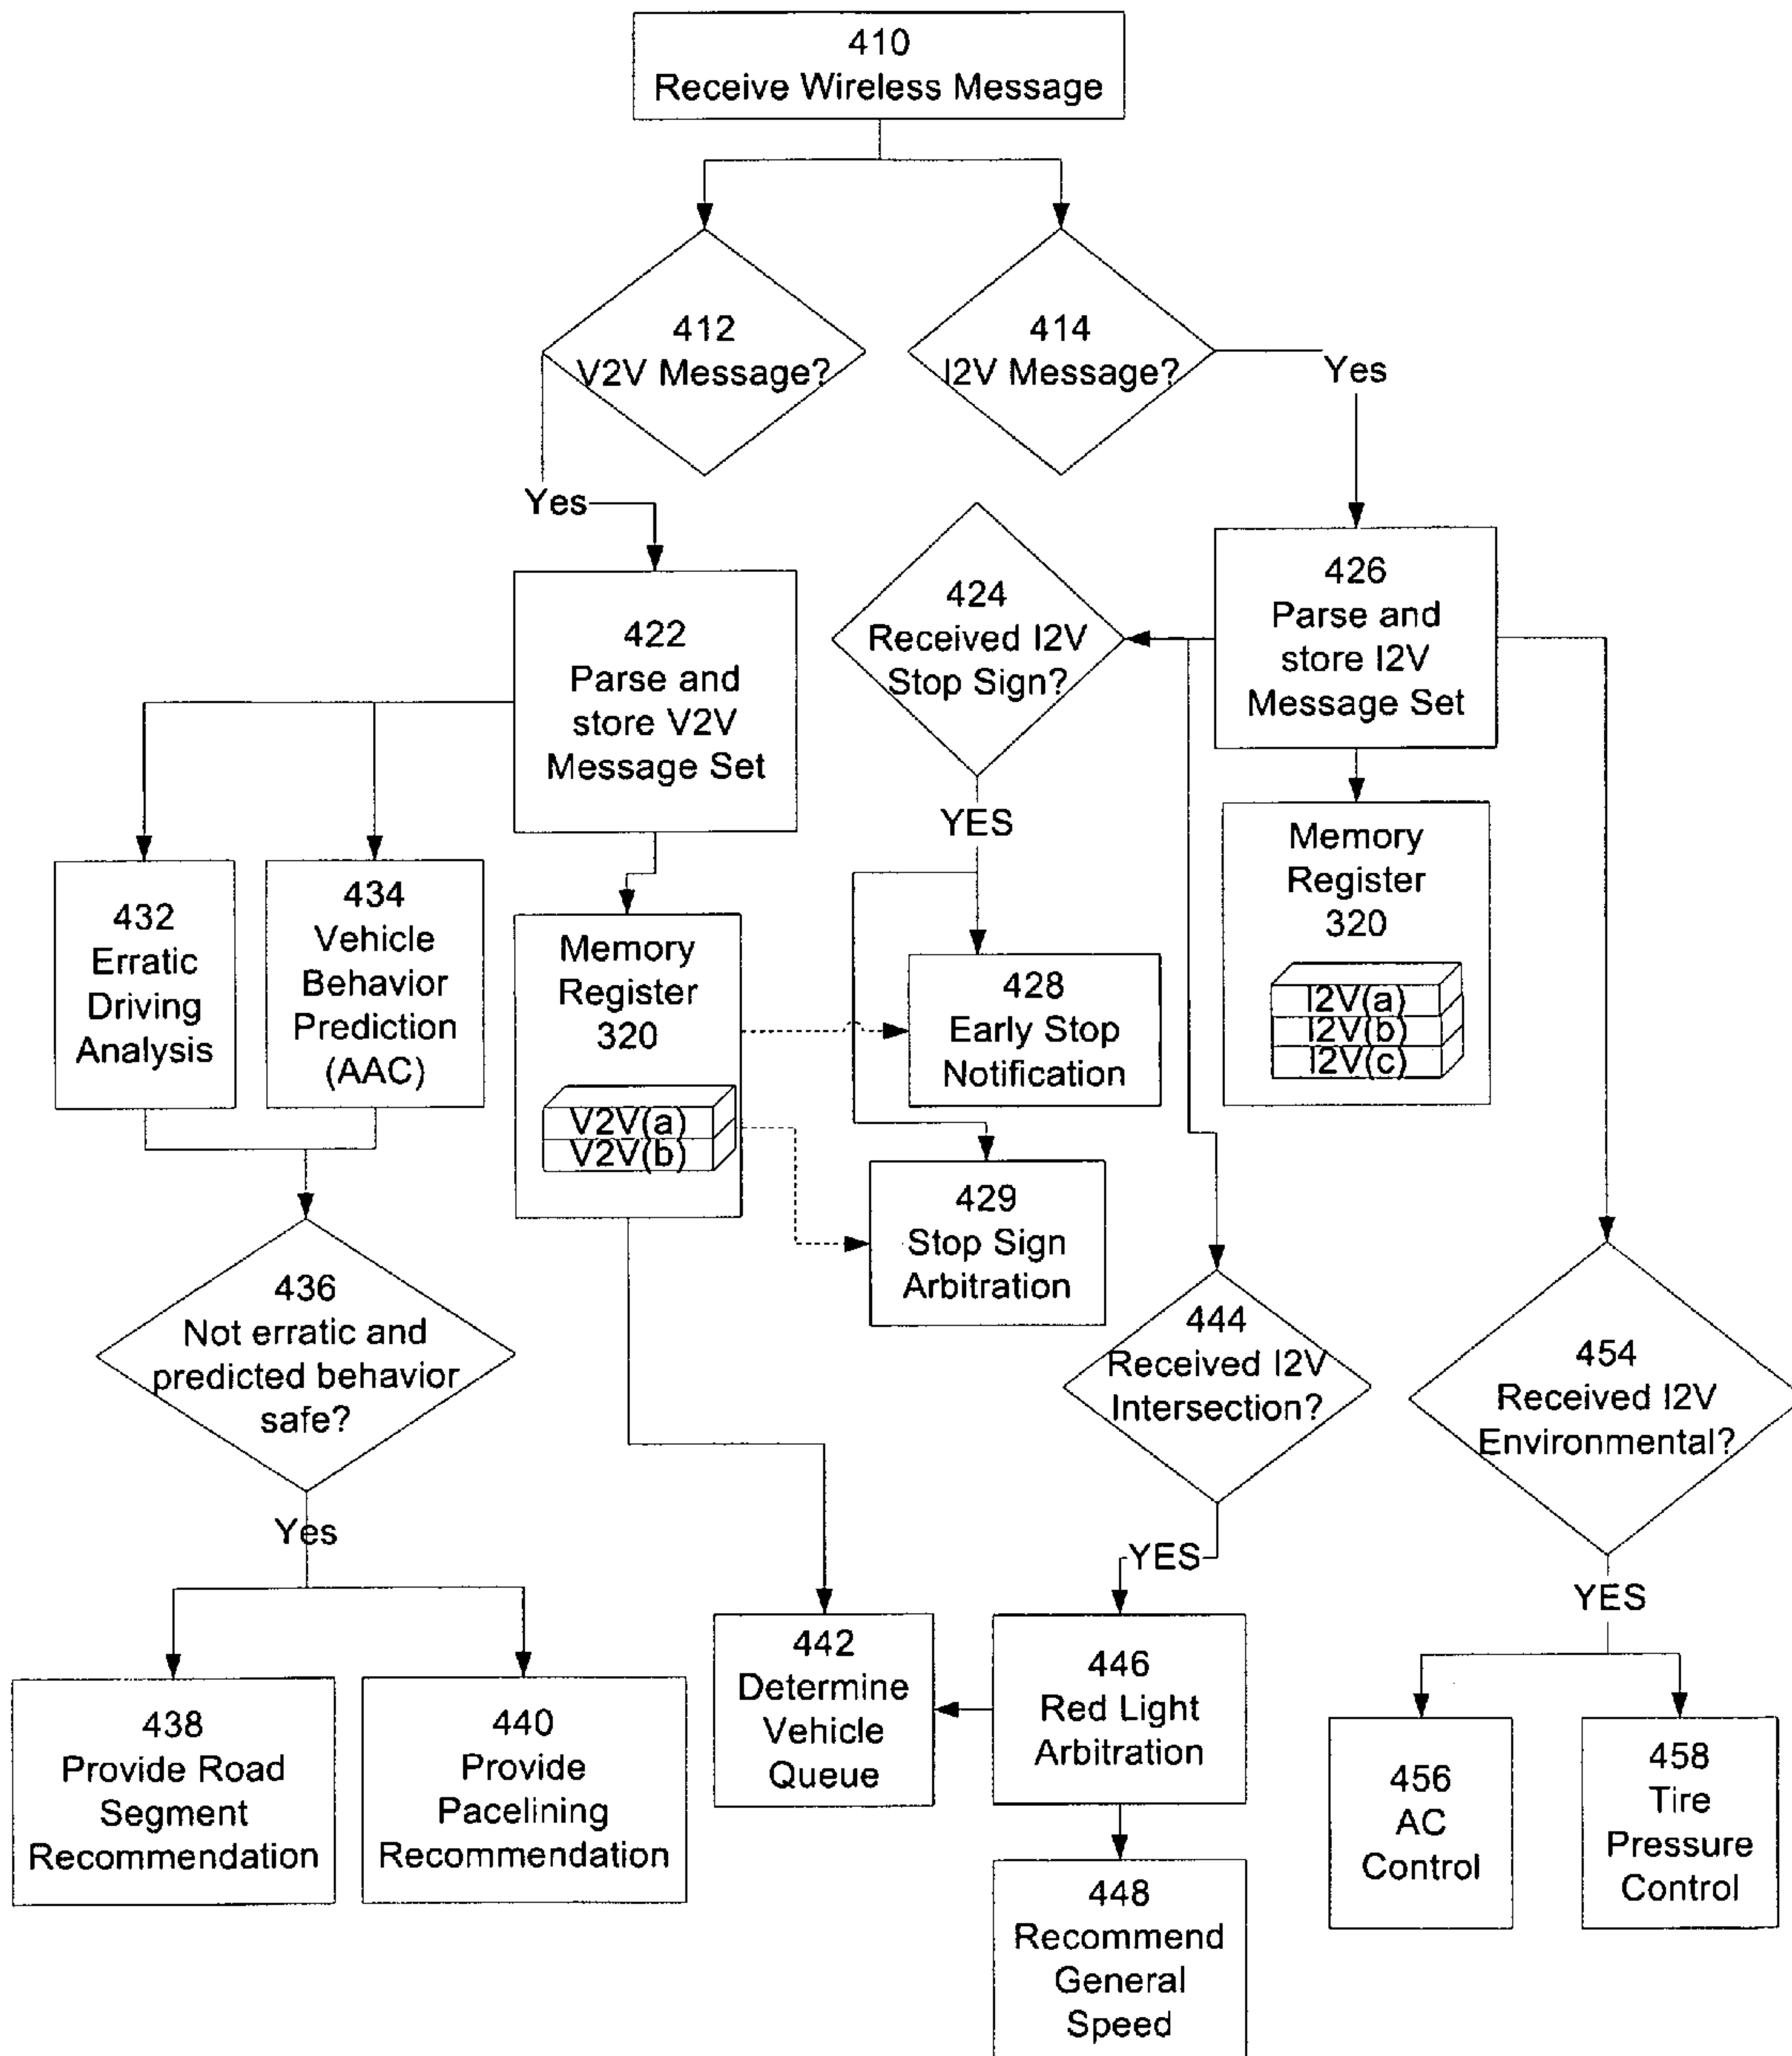 410
Receive Wireless Message
412
V2V Message?
414
I2V Message?
Yes
Yes
422
Parse and
store V2V
Message Set
424
Received I2V
Stop Sign?
426
Parse and
store I2V
Message Set
YES
432
Erratic
Driving
Analysis
434
Vehicle
Behavior
Prediction
(AAC)
Memory
Register
320
V2V(a)
V2V(b)
428
Early Stop
Notification
429
Stop Sign
Arbitration
Memory
Register
320
I2V(a)
I2V(b)
I2V(c)
436
Not erratic and
predicted behavior
safe?
Yes
444
Received I2V
Intersection?
YES
454
Received I2V
Environmental?
YES
438
Provide Road
Segment
Recommendation
440
Provide
Pacelining
Recommendation
442
Determine
Vehicle
Queue
446
Red Light
Arbitration
448
Recommend
General
Speed
456
AC
Control
458
Tire
Pressure
Control